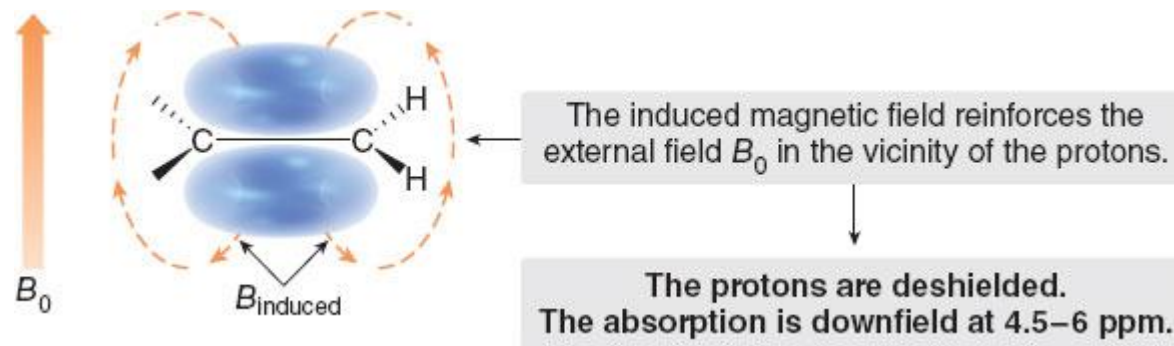 H
C
C
H
B₀
B induced
The induced magnetic field reinforces the
external field B₀ in the vicinity of the protons.
The protons are deshielded.
The absorption is downfield at 4.5–6 ppm.